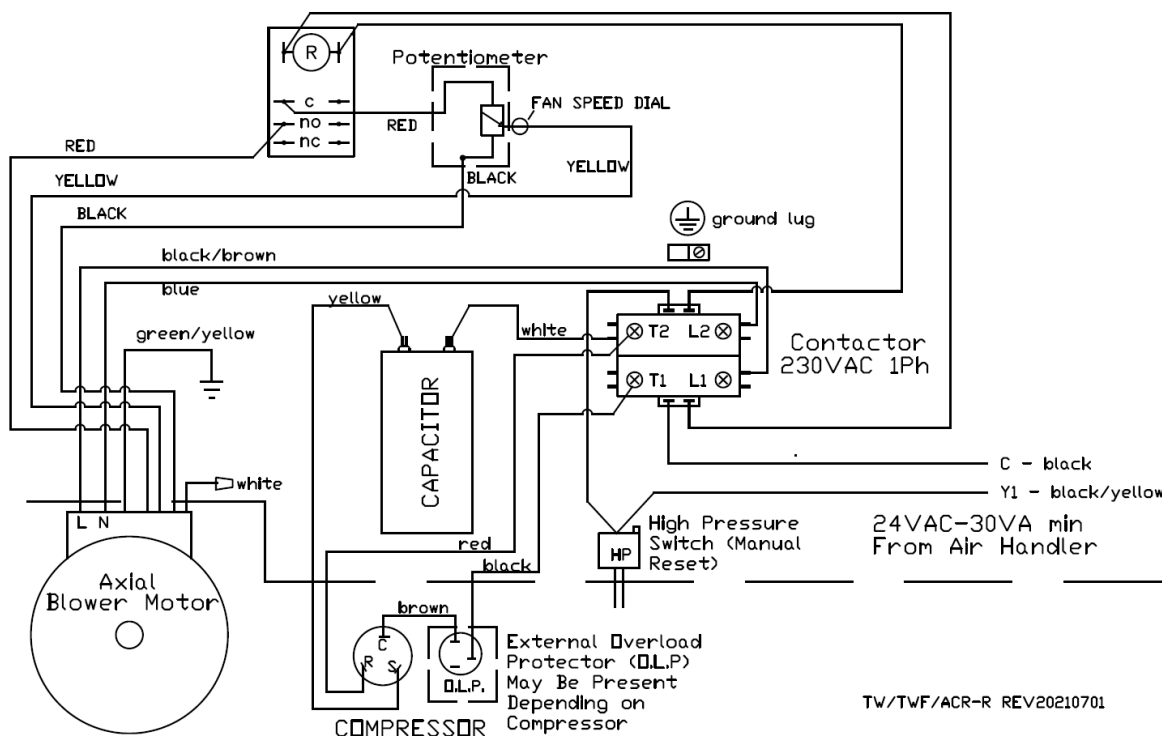 R
Potentiometer
C
no
nc
RED
FAN SPEED DIAL
RED
YELLOW
YELLOW
BLACK
BLACK
ground lug
black/brown
blue
yellow
white
green/yellow
T2 L2
T1 L1
Contactor
230VAC 1Ph
CAPACITOR
C - black
Y1 - black/yellow
white
L N
24VAC-30VA min
From Air Handler
High Pressure
Switch (Manual
Reset)
HP
red
black
Axial
Blower Motor
brown
C
R S
O.L.P.
External Overload
Protector (O.L.P)
May Be Present
Depending on
Compressor
COMPRESSOR
TW/TWF/ACR-R REV20210701